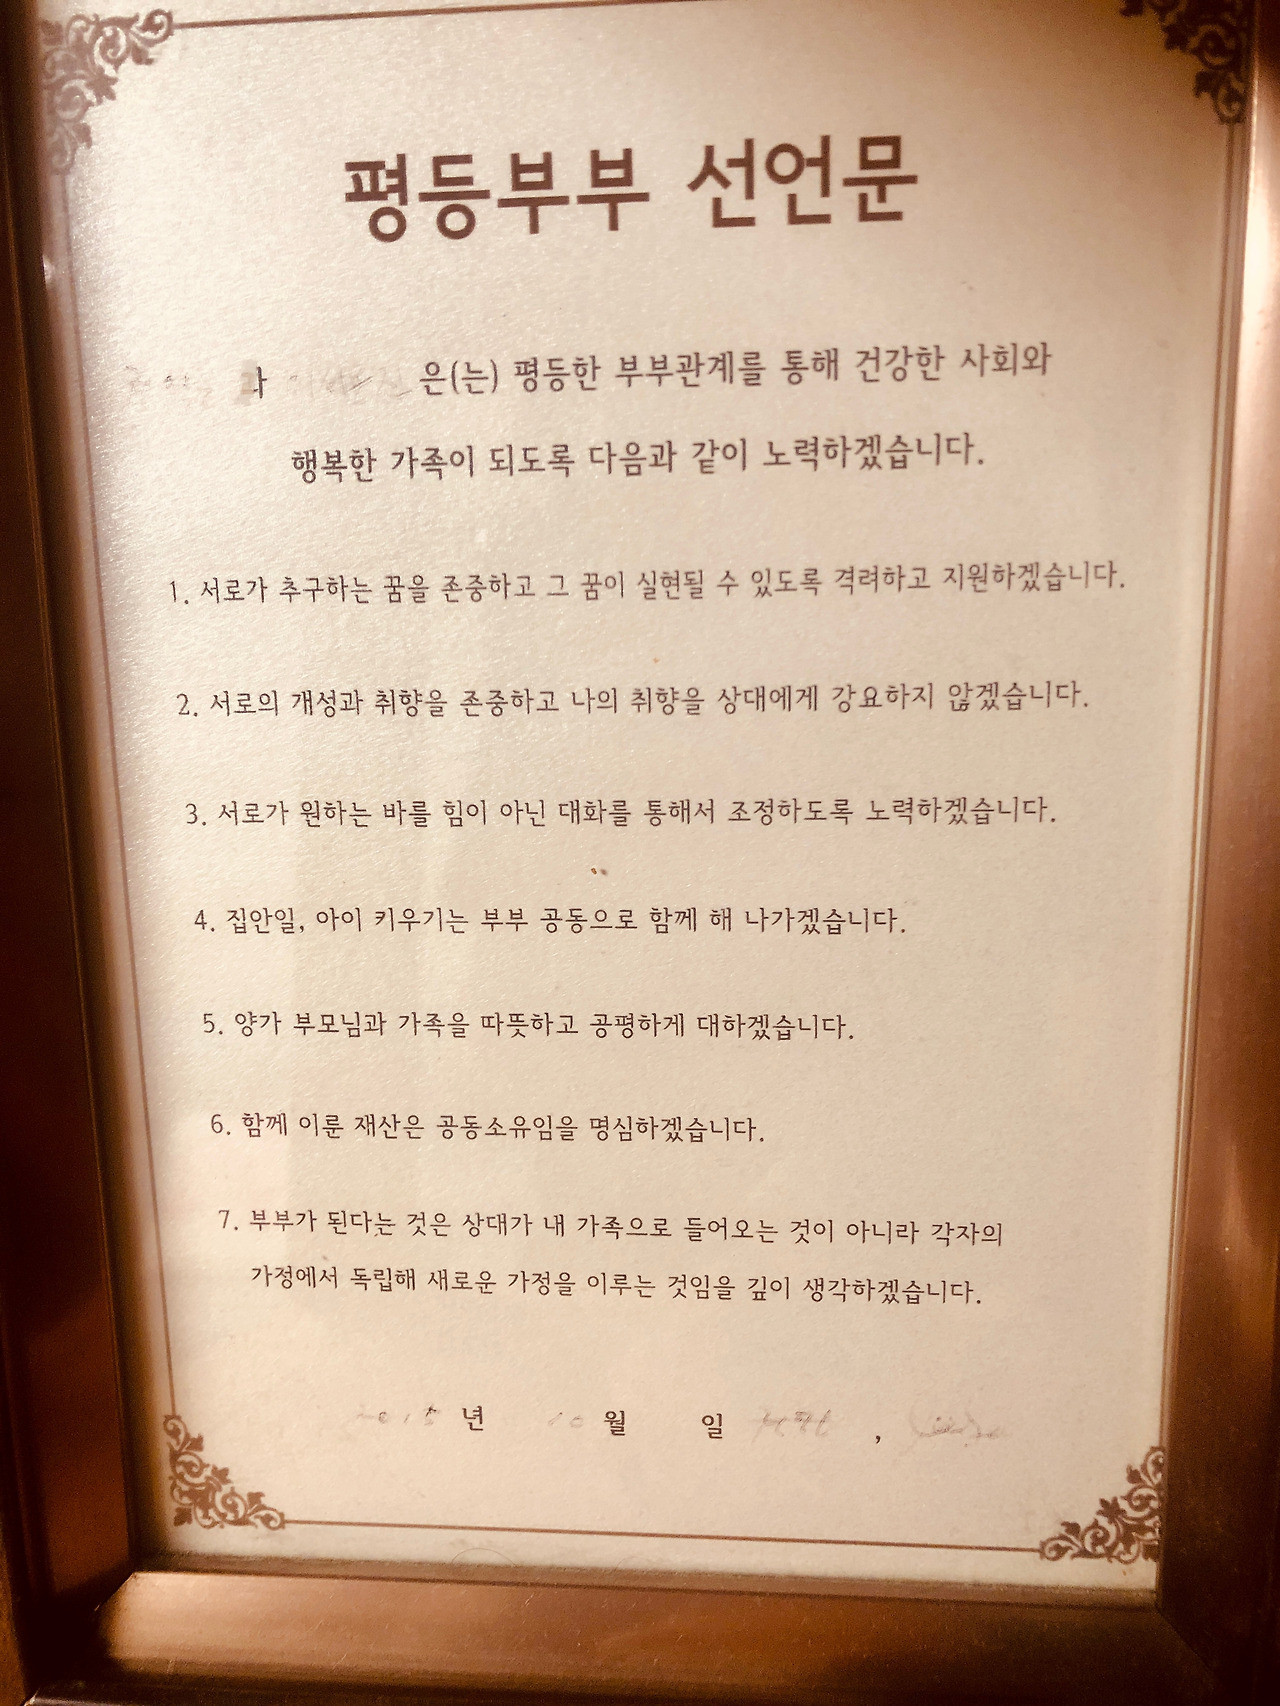 평등부부 선언문
은(는) 평등한 부부관계를 통해 건강한 사회와
행복한 가족이 되도록 다음과 같이 노력하겠습니다.
1. 서로가 추구하는 꿈을 존중하고 그 꿈이 실현될 수 있도록 격려하고 지원하겠습니다.
2. 서로의 개성과 취향을 존중하고 나의 취향을 상대에게 강요하지 않겠습니다.
3. 서로가 원하는 바를 힘이 아닌 대화를 통해서 조정하도록 노력하겠습니다.
4. 집안일, 아이 키우기는 부부 공동으로 함께 해 나가겠습니다.
5. 양가 부모님과 가족을 따뜻하고 공평하게 대하겠습니다.
6. 함께 이룬 재산은 공동소유임을 명심하겠습니다.
7. 부부가 된다는 것은 상대가 내 가족으로 들어오는 것이 아니라 각자의
가정에서 독립해 새로운 가정을 이루는 것임을 깊이 생각하겠습니다.
2015 년 10 월 일 ,